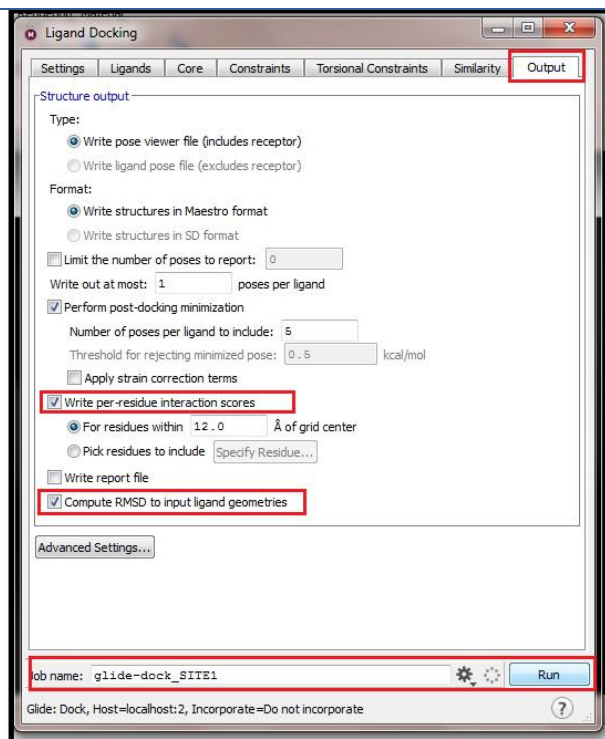 Ligand Docking
Settings Ligands Core Constraints Torsional Constraints Similarity Output
Structure output
Type:
Write pose viewer file (includes receptor)
Write ligand pose file (excludes receptor)
Format:
Write structures in Maestro format
Write structures in SD format
Limit the number of poses to report: 0
Write out at most: 1 poses per ligand
Perform post-docking minimization
Number of poses per ligand to include: 5
Threshold for rejecting minimized pose: 0.5 kcal/mol
Apply strain correction terms
Write per-residue interaction scores
For residues within 12.0 Å of grid center
Pick residues to include Specify Residue...
Write report file
Compute RMSD to input ligand geometries
Advanced Settings...
Job name: glide-dock_SITE1 Run
Glide: Dock, Host=localhost:2, Incorporate=Do not incorporate ?